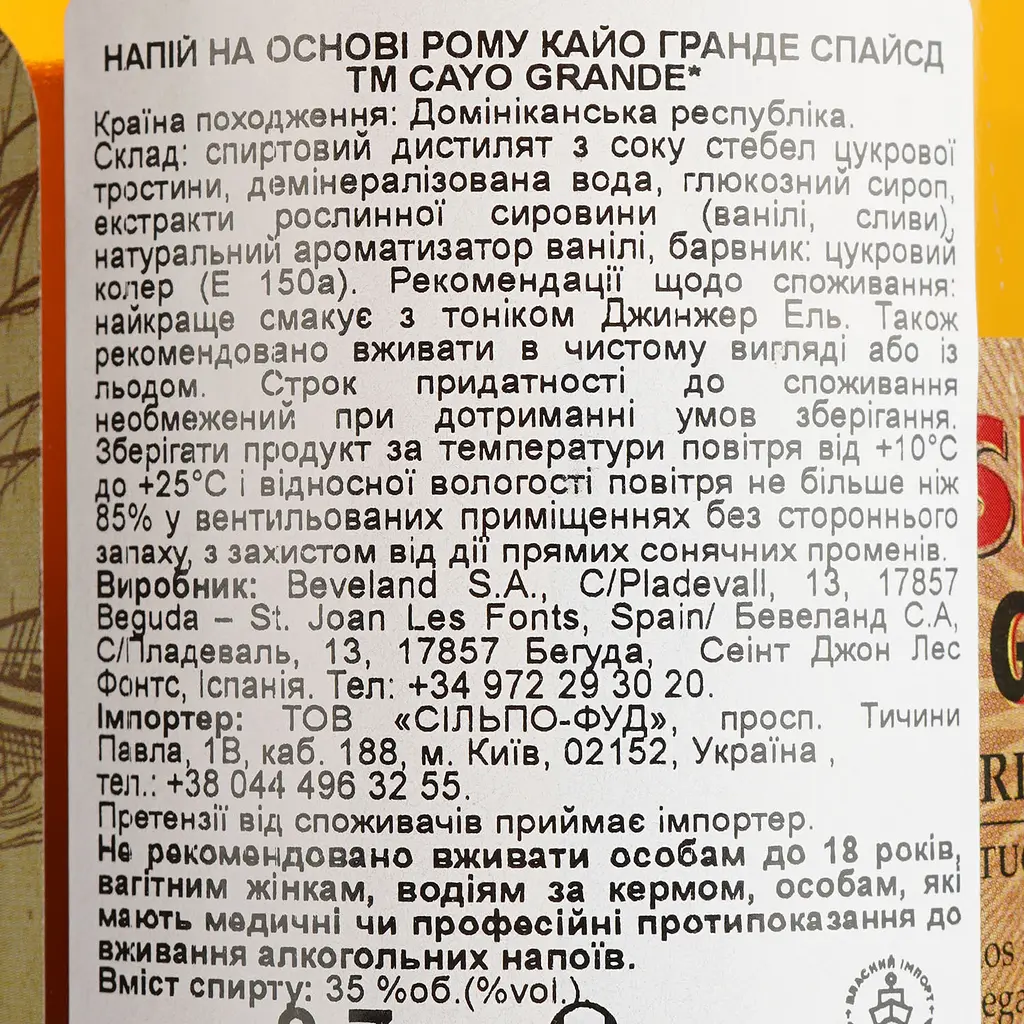 НАПІЙ НА ОСНОВІ РОМУ КАЙО ГРАНДЕ СПАЙСД
ТМ CAYO GRANDE*
Країна походження: Домініканська республіка.
Склад: спиртовий дистилят з соку стебел цукрової
тростини, демінералізована вода, глюкозний сироп,
екстракти рослинної сировини (ванілі, сливи),
натуральний ароматизатор ванілі, барвник: цукровий
колер (Е 150а). Рекомендації щодо споживання:
найкраще смакує з тоніком Джинжер Ель. Також
рекомендовано вживати в чистому вигляді або із
льодом. Строк придатності до споживання
необмежений при дотриманні умов зберігання.
Зберігати продукт за температури повітря від +10°С
до +25°С і відносної вологості повітря не більше ніж
85% у вентильованих приміщеннях без стороннього
запаху, з захистом від дії прямих сонячних променів.
Виробник: Beveland S.A., C/Pladevall, 13, 17857
Beguda – St. Joan Les Fonts, Spain/ Бевеланд С.А,
С/Пладеваль, 13, 17857 Бегуда, Сеінт Джон Лес
Фонтс, Іспанія. Тел: +34 972 29 30 20.
Імпортер: ТОВ «СІЛЬПО-ФУД», просп. Тичини
Павла, 1В, каб. 188, м. Київ, 02152, Україна ,
тел.: +38 044 496 32 55.
Претензії від споживачів приймає імпортер.
Не рекомендовано вживати особам до 18 років,
вагітним жінкам, водіям за кермом, особам, які
мають медичні чи професійні протипоказання до
вживання алкогольних напоїв.
Вміст спирту: 35 %об.(%vol.)
ВЛАСНИЙ ІМПОРТ